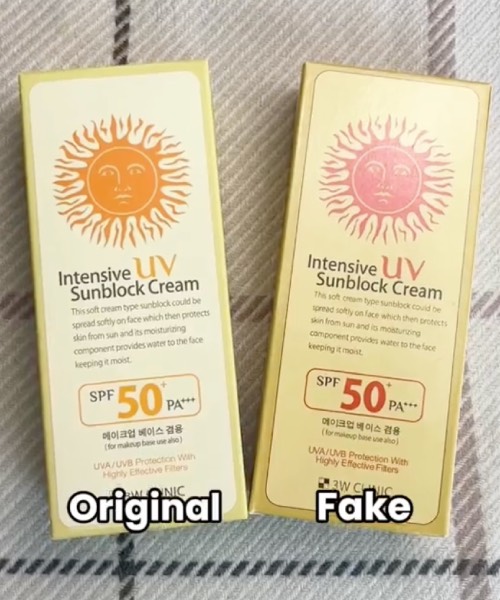 Intensive UV
Sunblock Cream
This soft cream type sunblock could be
spread softly on face which then protects
skin from sun and its moisturizing
component provides water to the face
keeping it moist.
SPF 50+ PA+++
메이크업 베이스 겸용
( for makeup base use also )
UVA/UVB Protection With
Highly Effective Filters
3W CLINIC
Original
Intensive UV
Sunblock Cream
This soft cream type sunblock could be
spread softly on face which then protects
skin from sun and its moisturizing
component provides water to the face
keeping it moist.
SPF 50+ PA+++
메이크업 베이스 겸용
( for makeup base use also )
UVA/UVB Protection With
Highly Effective Filters
3W CLINIC
Fake